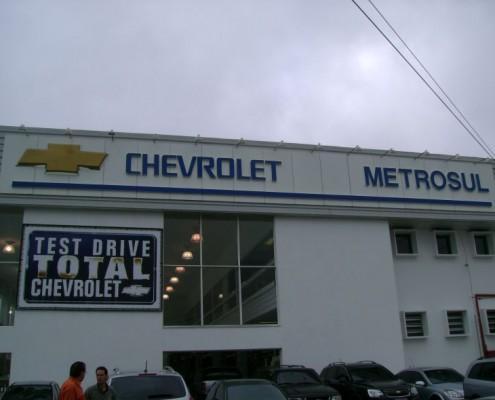 CHEVROLET METROSUL
TEST DRIVE
TOTAL
CHEVROLET